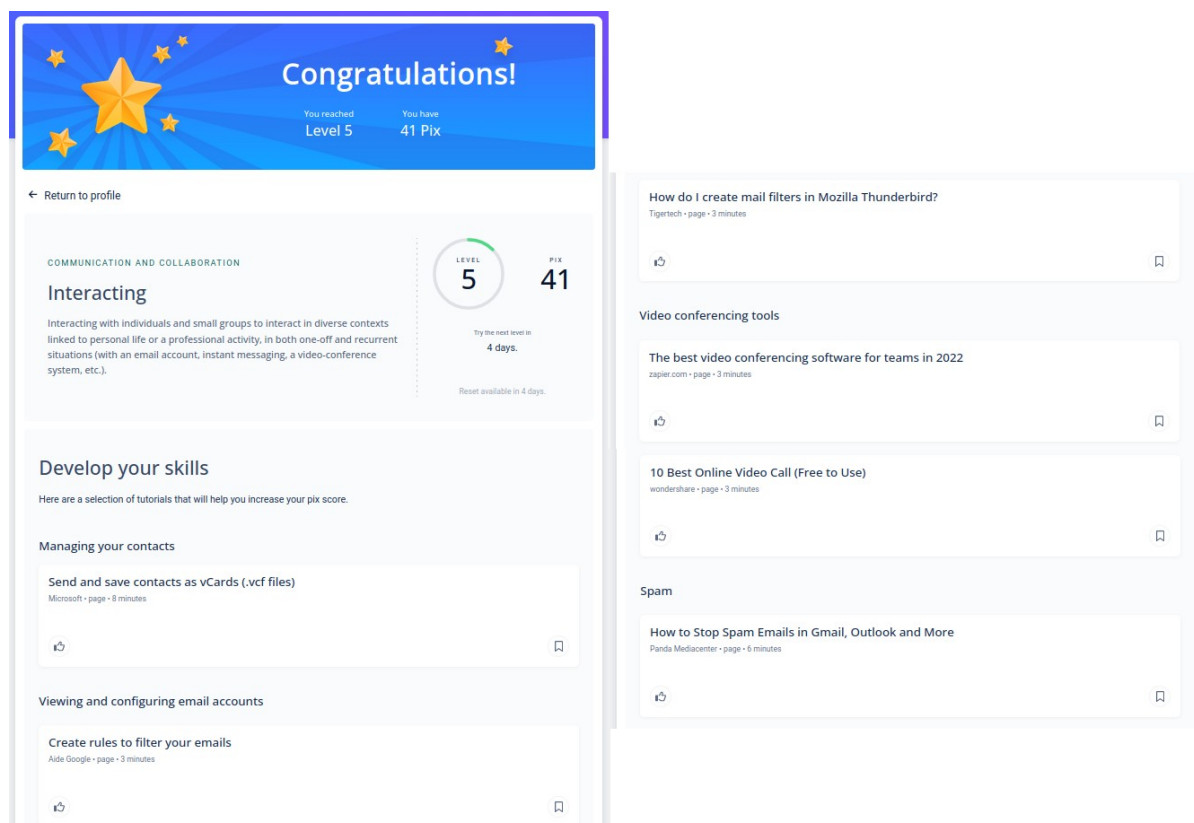 Congratulations!
You reached
Level 5
You have
41 Pix
← Return to profile
COMMUNICATION AND COLLABORATION
Interacting
Interacting with individuals and small groups to interact in diverse contexts
linked to personal life or a professional activity, in both one-off and recurrent
situations (with an email account, instant messaging, a video-conference
system, etc.).
LEVEL
5
PIX
41
Try the next level in
4 days.
Reset available in 4 days.
Develop your skills
Here are a selection of tutorials that will help you increase your pix score.
Managing your contacts
Send and save contacts as vCards (.vcf files)
Microsoft • page • 8 minutes
Viewing and configuring email accounts
Create rules to filter your emails
Aide Google • page • 3 minutes
How do I create mail filters in Mozilla Thunderbird?
Tigertech • page • 3 minutes
Video conferencing tools
The best video conferencing software for teams in 2022
zapier.com • page • 3 minutes
10 Best Online Video Call (Free to Use)
wondershare • page • 3 minutes
Spam
How to Stop Spam Emails in Gmail, Outlook and More
Panda Mediacenter • page • 6 minutes